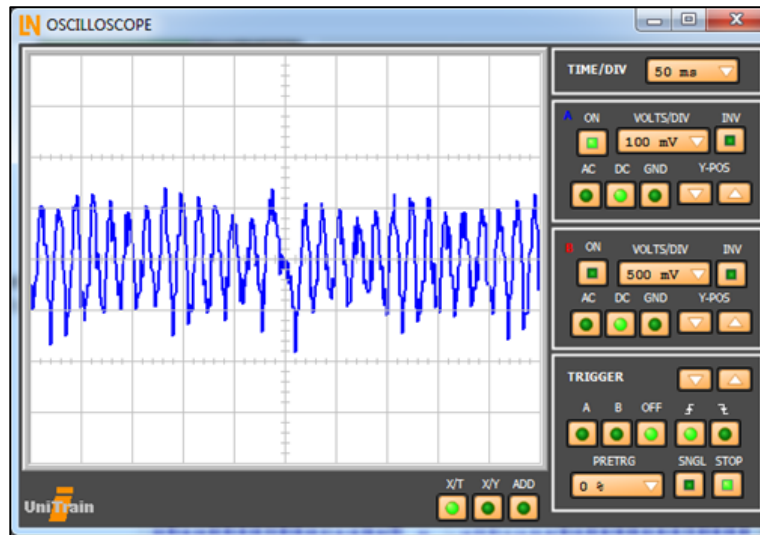 LN OSCILLOSCOPE
TIME/DIV 50 ms
A ON VOLTS/DIV INV
100 mV
AC DC GND Y-POS
B ON VOLTS/DIV INV
500 mV
AC DC GND Y-POS
TRIGGER
A B OFF
PRETRG SNGL STOP
0 %
X/T X/Y ADD
UniTrain